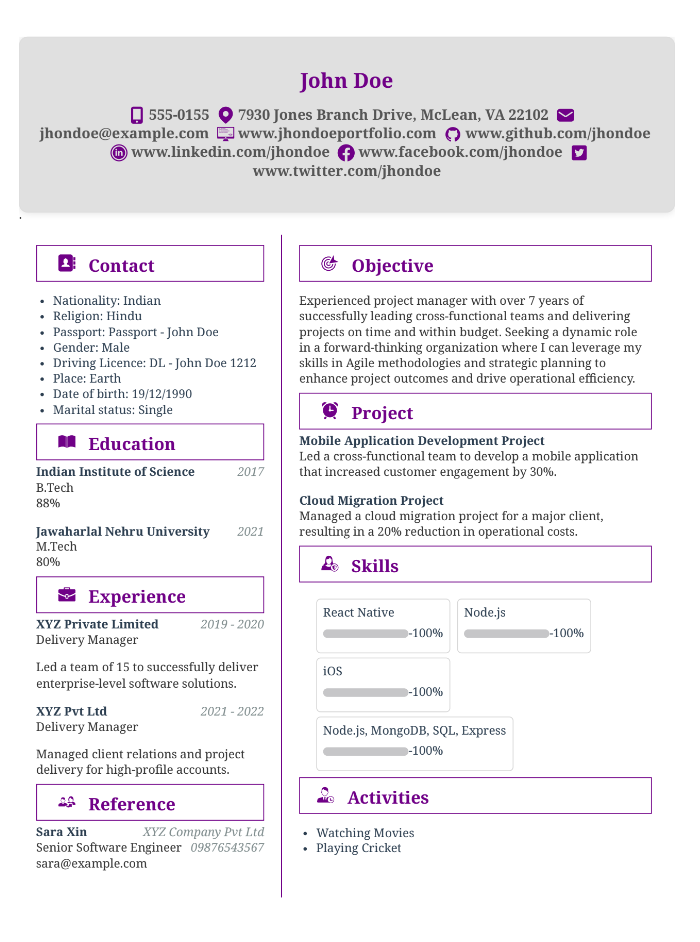 John Doe
555-0155 7930 Jones Branch Drive, McLean, VA 22102
jhondoe@example.com www.jhondoeportfolio.com www.github.com/jhondoe
www.linkedin.com/jhondoe www.facebook.com/jhondoe
www.twitter.com/jhondoe
.
Contact
• Nationality: Indian
• Religion: Hindu
• Passport: Passport - John Doe
• Gender: Male
• Driving Licence: DL - John Doe 1212
• Place: Earth
• Date of birth: 19/12/1990
• Marital status: Single
Education
Indian Institute of Science 2017
B.Tech
88%
Jawaharlal Nehru University 2021
M.Tech
80%
Experience
XYZ Private Limited 2019 - 2020
Delivery Manager
Led a team of 15 to successfully deliver
enterprise-level software solutions.
XYZ Pvt Ltd 2021 - 2022
Delivery Manager
Managed client relations and project
delivery for high-profile accounts.
Reference
Sara Xin XYZ Company Pvt Ltd
Senior Software Engineer 09876543567
sara@example.com
Objective
Experienced project manager with over 7 years of
successfully leading cross-functional teams and delivering
projects on time and within budget. Seeking a dynamic role
in a forward-thinking organization where I can leverage my
skills in Agile methodologies and strategic planning to
enhance project outcomes and drive operational efficiency.
Project
Mobile Application Development Project
Led a cross-functional team to develop a mobile application
that increased customer engagement by 30%.
Cloud Migration Project
Managed a cloud migration project for a major client,
resulting in a 20% reduction in operational costs.
Skills
React Native
-100%
Node.js
-100%
iOS
-100%
Node.js, MongoDB, SQL, Express
-100%
Activities
• Watching Movies
• Playing Cricket